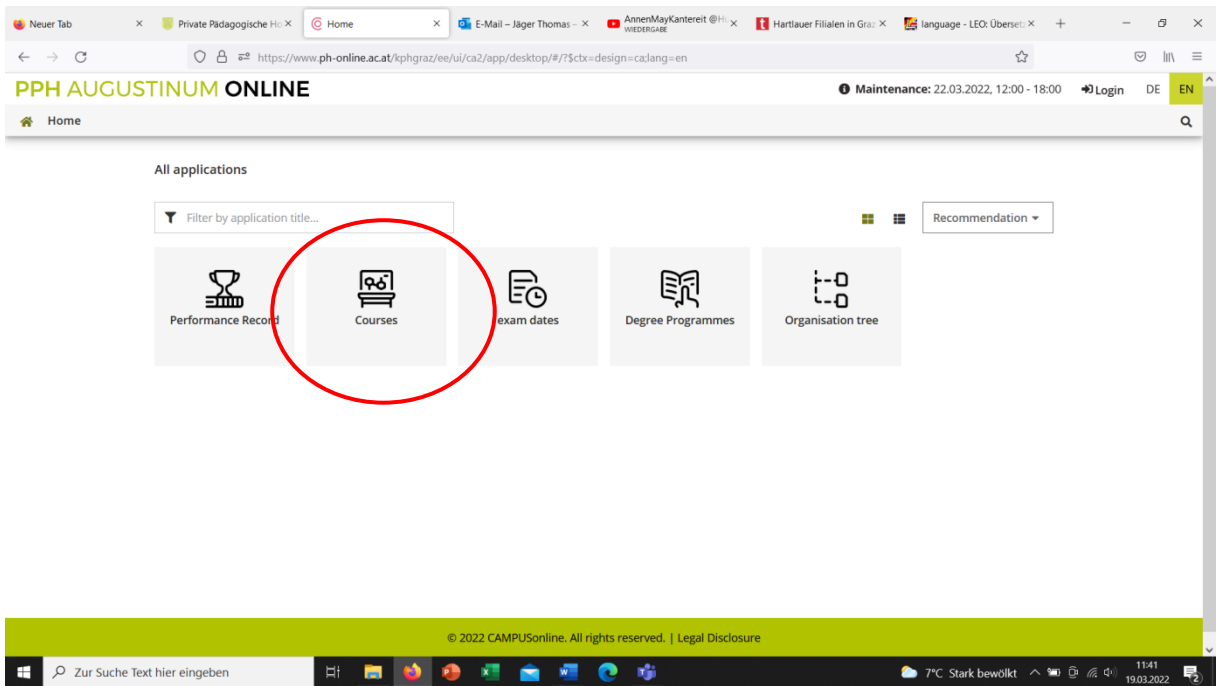 Neuer Tab
Private Pädagogische Ho
Home
E-Mail – Jäger Thomas –
AnnenMayKantereit @H
WIEDERGABE
Hartlauer Filialen in Graz
language - LEO: Übersetz
https://www.ph-online.ac.at/kphgraz/ee/ui/ca2/app/desktop/#/?$ctx=design=ca;lang=en
PPH AUGUSTINUM ONLINE
Maintenance: 22.03.2022, 12:00 - 18:00
Login
DE
EN
Home
All applications
Filter by application title...
Recommendation
Performance Record
Courses
exam dates
Degree Programmes
Organisation tree
© 2022 CAMPUSonline. All rights reserved. | Legal Disclosure
Zur Suche Text hier eingeben
7°C Stark bewölkt
11:41
19.03.2022
2